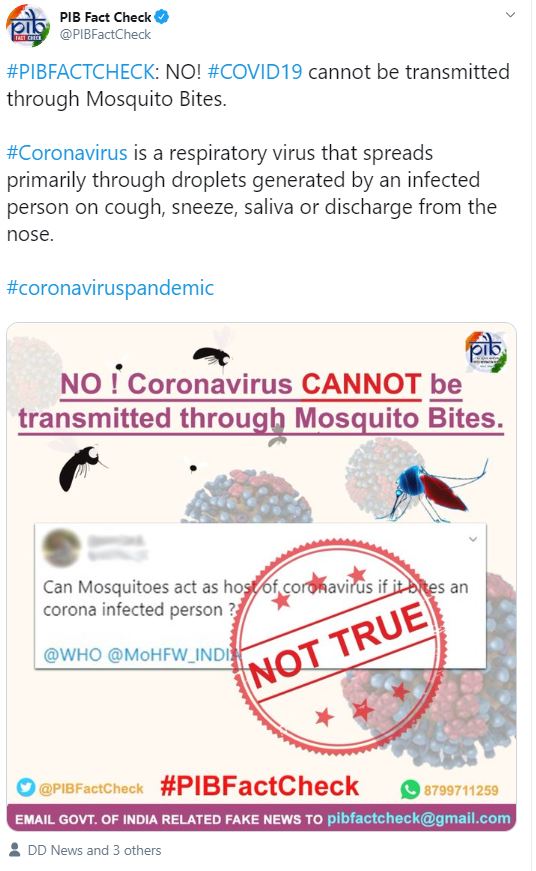 PIB Fact Check
@PIBFactCheck
#PIBFACTCHECK: NO! #COVID19 cannot be transmitted
through Mosquito Bites.
#Coronavirus is a respiratory virus that spreads
primarily through droplets generated by an infected
person on cough, sneeze, saliva or discharge from the
nose.
#coronaviruspandemic
NO ! Coronavirus CANNOT be
transmitted through Mosquito Bites.
Can Mosquitoes act as host of coronavirus if it bites an
corona infected person ?
@WHO @MoHFW_INDIA
NOT TRUE
@PIBFactCheck #PIBFactCheck 8799711259
EMAIL GOVT. OF INDIA RELATED FAKE NEWS TO pibfactcheck@gmail.com
DD News and 3 others